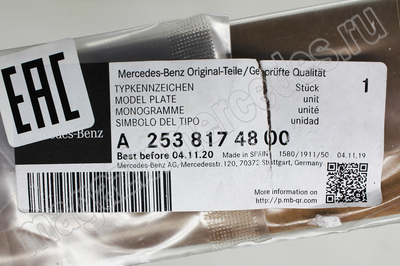 EAC
Mercedes-Benz Original-Teile/Geprüfte Qualität
TYPKENNZEICHEN
MODEL PLATE
MONOGRAMME
SIMBOLO DEL TIPO
Stück
unit
unité
unidad
1
-Benz
A 253 817 48 00
Best before 04.11.20
Made in SPAIN
1580/1911/50
04.11.19
Mercedes-Benz AG, Mercedesstr. 120, 70372 Stuttgart, Germany
More information on
http://p.mb-qr.com